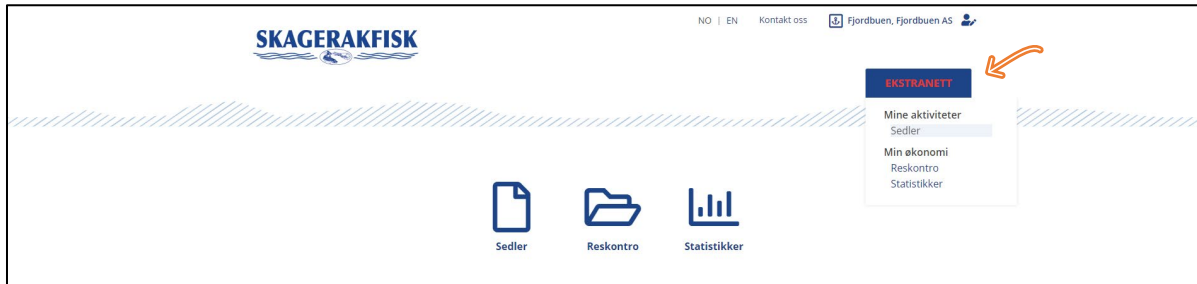 NO | EN Kontakt oss Fjordbuen, Fjordbuen AS
SKAGERAKFISK
EKSTRANETT
Mine aktiviteter
Sedler
Min økonomi
Reskontro
Statistikker
Sedler Reskontro Statistikker